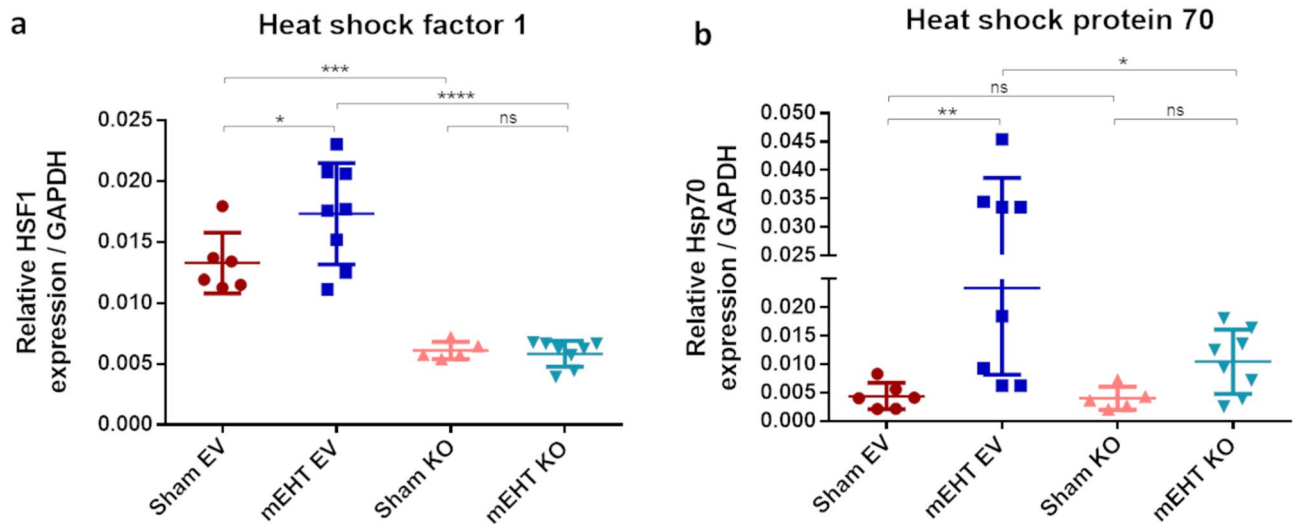 a
Heat shock factor 1
Relative HSF1
expression / GAPDH
***
****
*
ns
0.025
0.020
0.015
0.010
0.005
0.000
Sham EV
mEHT EV
Sham KO
mEHT KO
b
Heat shock protein 70
Relative Hsp70
expression / GAPDH
*
ns
**
ns
0.050
0.045
0.040
0.035
0.030
0.025
0.020
0.015
0.010
0.005
0.000
Sham EV
mEHT EV
Sham KO
mEHT KO